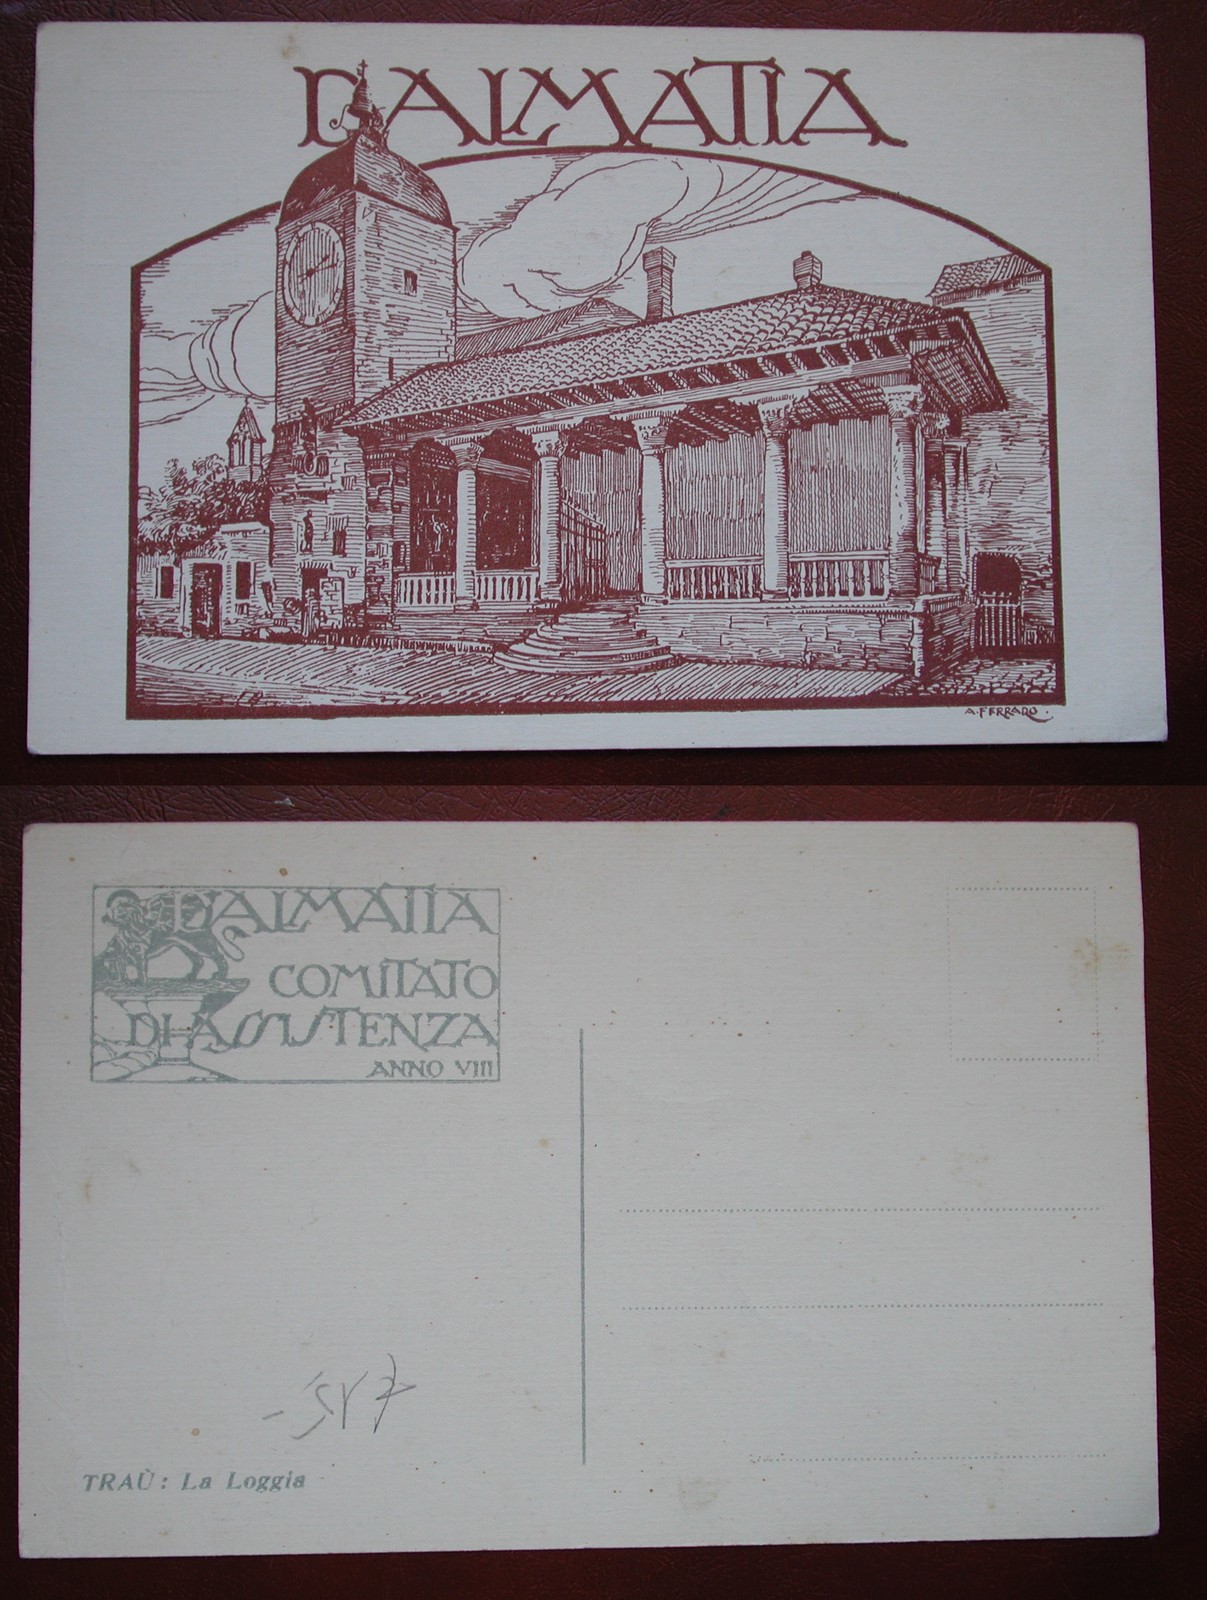 DALMATIA
A. FERRARO.
DALMATIA
COMITATO
DI ASSISTENZA
ANNO VIII
TRAÙ: La Loggia